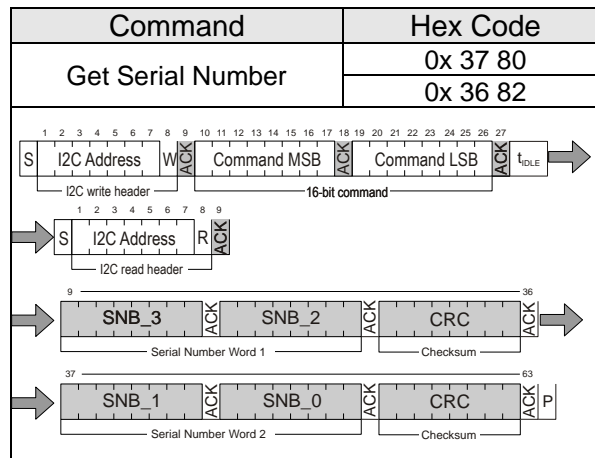 Command Hex Code
Get Serial Number 0x 37 80
0x 36 82
1 2 3 4 5 6 7 8 9 10 11 12 13 14 15 16 17 18 19 20 21 22 23 24 25 26 27
S I2C Address W ACK Command MSB ACK Command LSB ACK tIDLE
I2C write header 16-bit command
1 2 3 4 5 6 7 8 9
S I2C Address R ACK
I2C read header
9 36
SNB_3 ACK SNB_2 ACK CRC ACK
Serial Number Word 1 Checksum
37 63
SNB_1 ACK SNB_0 ACK CRC ACK P
Serial Number Word 2 Checksum